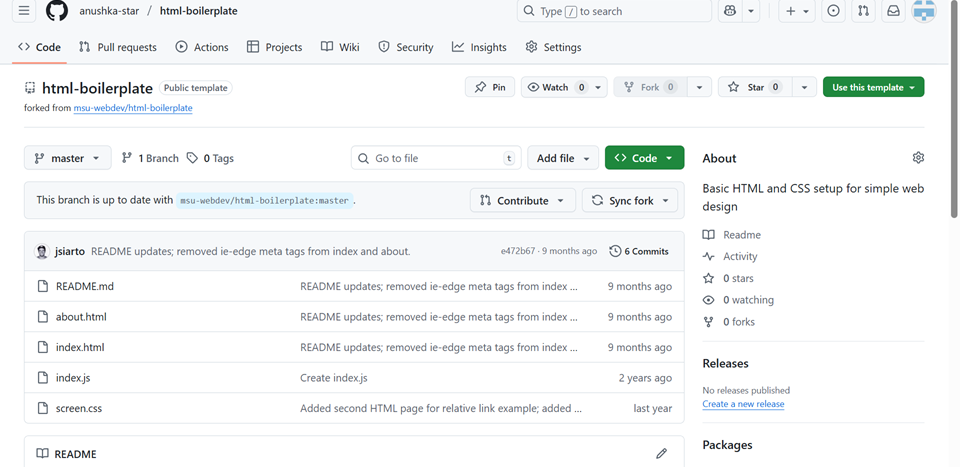 anushka-star / html-boilerplate
Type / to search
Code Pull requests Actions Projects Wiki Security Insights Settings
html-boilerplate Public template
Pin Watch 0 Fork 0 Star 0 Use this template
forked from msu-webdev/html-boilerplate
master 1 Branch 0 Tags Go to file t Add file Code
This branch is up to date with msu-webdev/html-boilerplate:master.
Contribute Sync fork
jsiarto README updates; removed ie-edge meta tags from index and about. e472b67 · 9 months ago 6 Commits
README.md README updates; removed ie-edge meta tags from index ... 9 months ago
about.html README updates; removed ie-edge meta tags from index ... 9 months ago
index.html README updates; removed ie-edge meta tags from index ... 9 months ago
index.js Create index.js 2 years ago
screen.css Added second HTML page for relative link example; added ... last year
README
About
Basic HTML and CSS setup for simple web
design
Readme
Activity
0 stars
0 watching
0 forks
Releases
No releases published
Create a new release
Packages